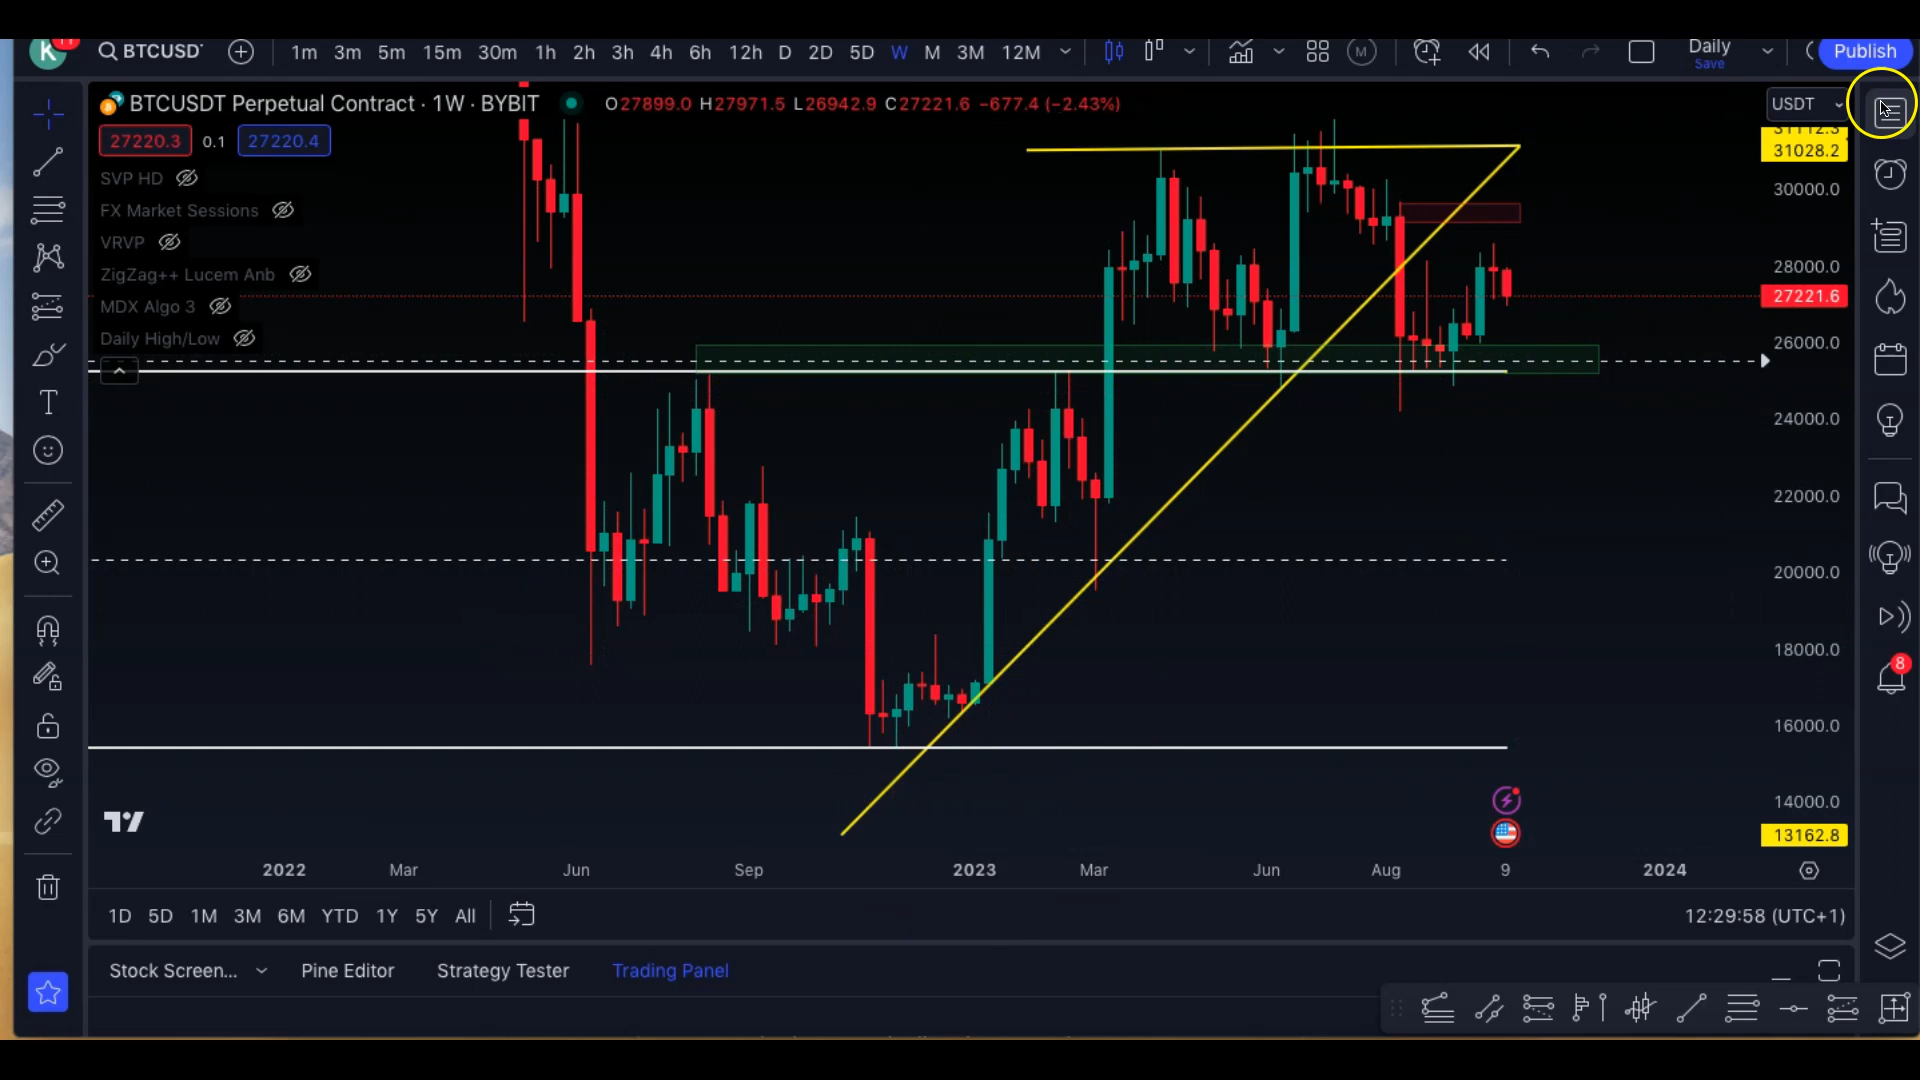 K 11 BTCUSD 1m 3m 5m 15m 30m 1h 2h 3h 4h 6h 12h D 2D 5D W M 3M 12M M Daily Publish
Save
BTCUSDT Perpetual Contract · 1W · BYBIT O27899.0 H27971.5 L26942.9 C27221.6 −677.4 (−2.43%) USDT
27220.3 0.1 27220.4
SVP HD
FX Market Sessions
VRVP
ZigZag++ Lucem Anb
MDX Algo 3
Daily High/Low
31112.3
31028.2
30000.0
28000.0
27221.6
26000.0
24000.0
22000.0
20000.0
18000.0
16000.0
14000.0
13162.8
8
2022 Mar Jun Sep 2023 Mar Jun Aug 9 2024
1D 5D 1M 3M 6M YTD 1Y 5Y All 12:29:58 (UTC+1)
Stock Screen... Pine Editor Strategy Tester Trading Panel